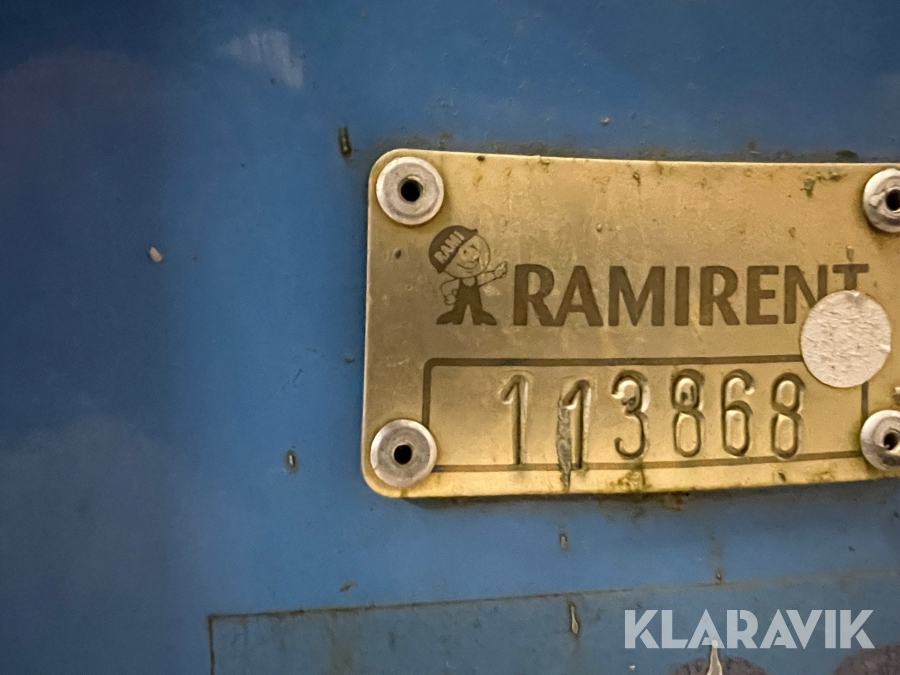 RAMI
RAMIRENT
113868
KLARAVIK